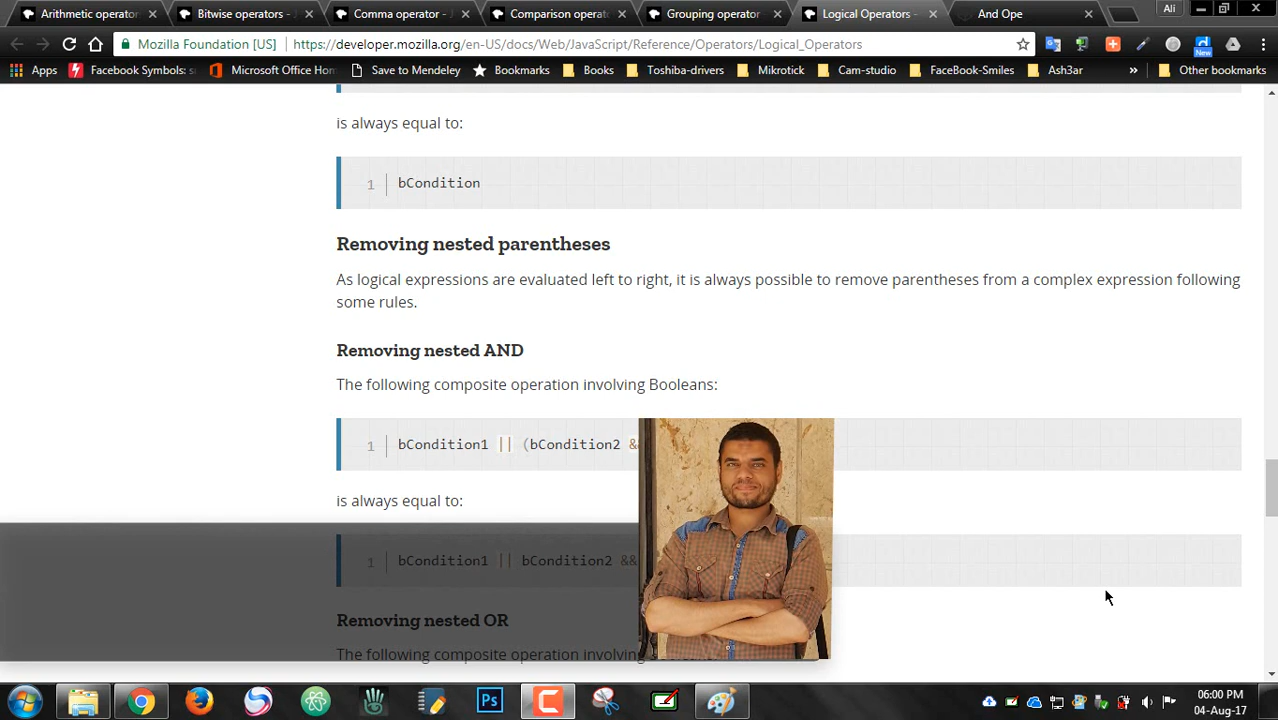 Arithmetic operator
Bitwise operators -
Comma operator -
Comparison operat
Grouping operator
Logical Operators -
And Ope
Ali
Mozilla Foundation [US]
https://developer.mozilla.org/en-US/docs/Web/JavaScript/Reference/Operators/Logical_Operators
New
Apps
Facebook Symbols: s
Microsoft Office Hom
Save to Mendeley
Bookmarks
Books
Toshiba-drivers
Mikrotick
Cam-studio
FaceBook-Smiles
Ash3ar
»
Other bookmarks
is always equal to:
1 bCondition
Removing nested parentheses
As logical expressions are evaluated left to right, it is always possible to remove parentheses from a complex expression following
some rules.
Removing nested AND
The following composite operation involving Booleans:
1 bCondition1 || (bCondition2 &
is always equal to:
1 bCondition1 || bCondition2 &&
Removing nested OR
The following composite operation involving
Ps
06:00 PM
04-Aug-17